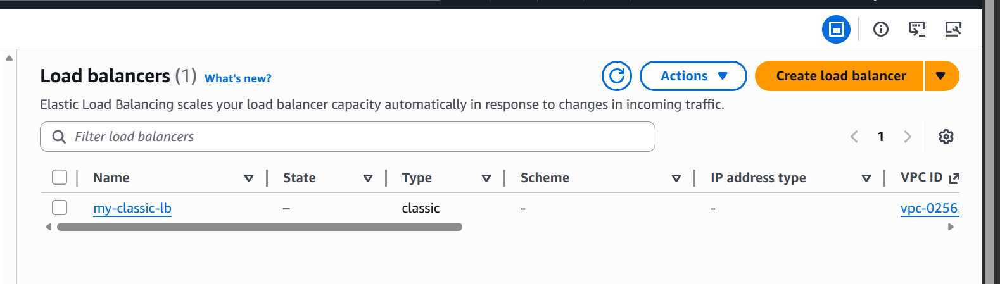 Load balancers (1) What's new?
Actions
Create load balancer
Elastic Load Balancing scales your load balancer capacity automatically in response to changes in incoming traffic.
Filter load balancers
1
Name State Type Scheme IP address type VPC ID
my-classic-lb – classic - - vpc-0256